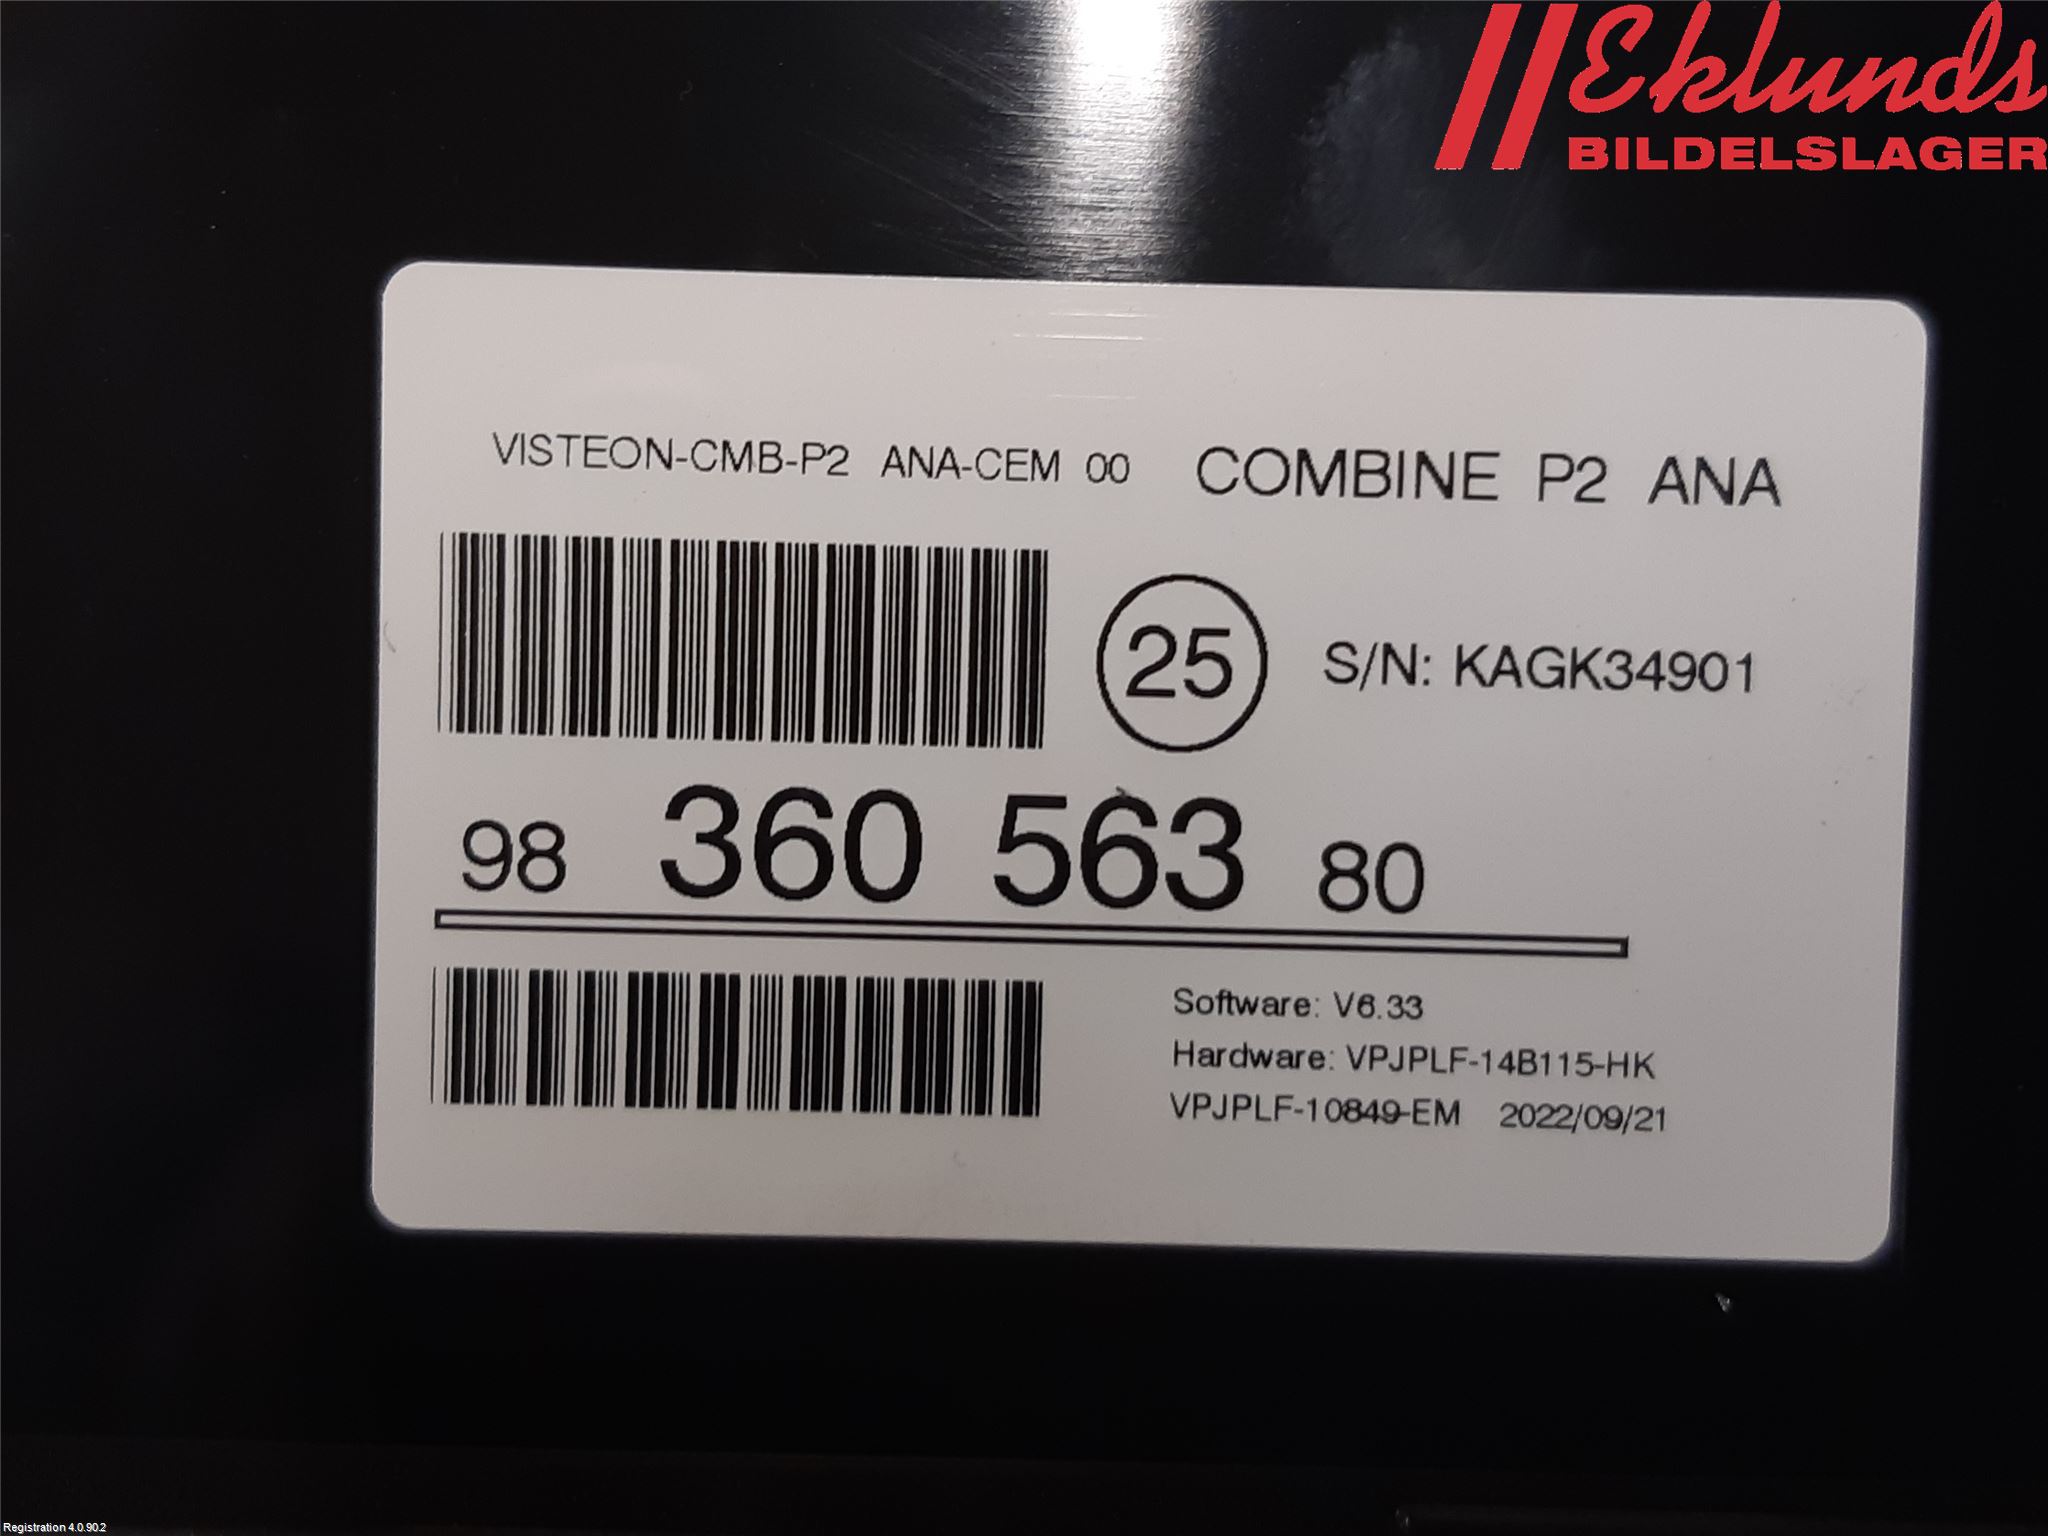 Eklunds
BILDELSLAGER
VISTEON-CMB-P2 ANA-CEM 00 COMBINE P2 ANA
25 S/N: KAGK34901
98 360 563 80
Software: V6.33
Hardware: VPJPLF-14B115-HK
VPJPLF-10849-EM 2022/09/21
Registration 4.0.90.2